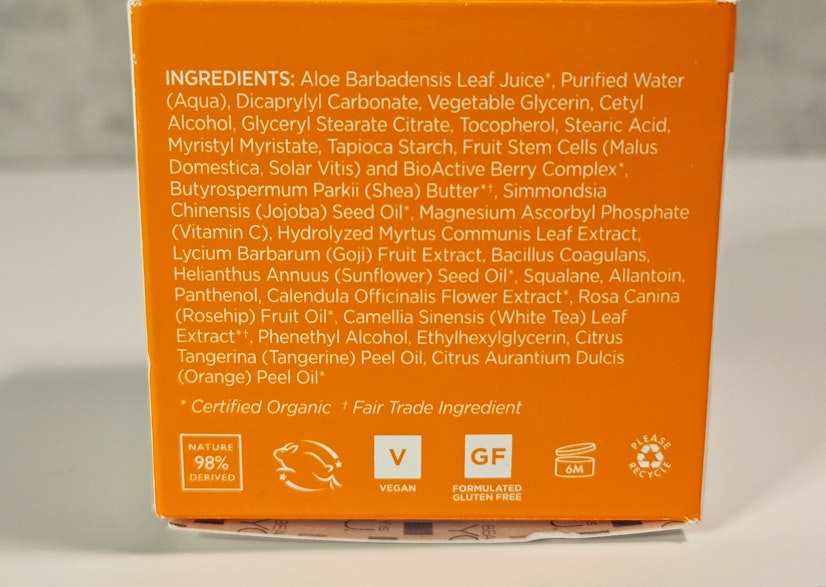 INGREDIENTS: Aloe Barbadensis Leaf Juice*, Purified Water
(Aqua), Dicaprylyl Carbonate, Vegetable Glycerin, Cetyl
Alcohol, Glyceryl Stearate Citrate, Tocopherol, Stearic Acid,
Myristyl Myristate, Tapioca Starch, Fruit Stem Cells (Malus
Domestica, Solar Vitis) and BioActive Berry Complex*,
Butyrospermum Parkii (Shea) Butter*†, Simmondsia
Chinensis (Jojoba) Seed Oil*, Magnesium Ascorbyl Phosphate
(Vitamin C), Hydrolyzed Myrtus Communis Leaf Extract,
Lycium Barbarum (Goji) Fruit Extract, Bacillus Coagulans,
Helianthus Annuus (Sunflower) Seed Oil*, Squalane, Allantoin,
Panthenol, Calendula Officinalis Flower Extract*, Rosa Canina
(Rosehip) Fruit Oil*, Camellia Sinensis (White Tea) Leaf
Extract*†, Phenethyl Alcohol, Ethylhexylglycerin, Citrus
Tangerina (Tangerine) Peel Oil, Citrus Aurantium Dulcis
(Orange) Peel Oil*
* Certified Organic † Fair Trade Ingredient
NATURE
98%
DERIVED
V
VEGAN
GF
FORMULATED
GLUTEN FREE
6M
PLEASE
RECYCLE